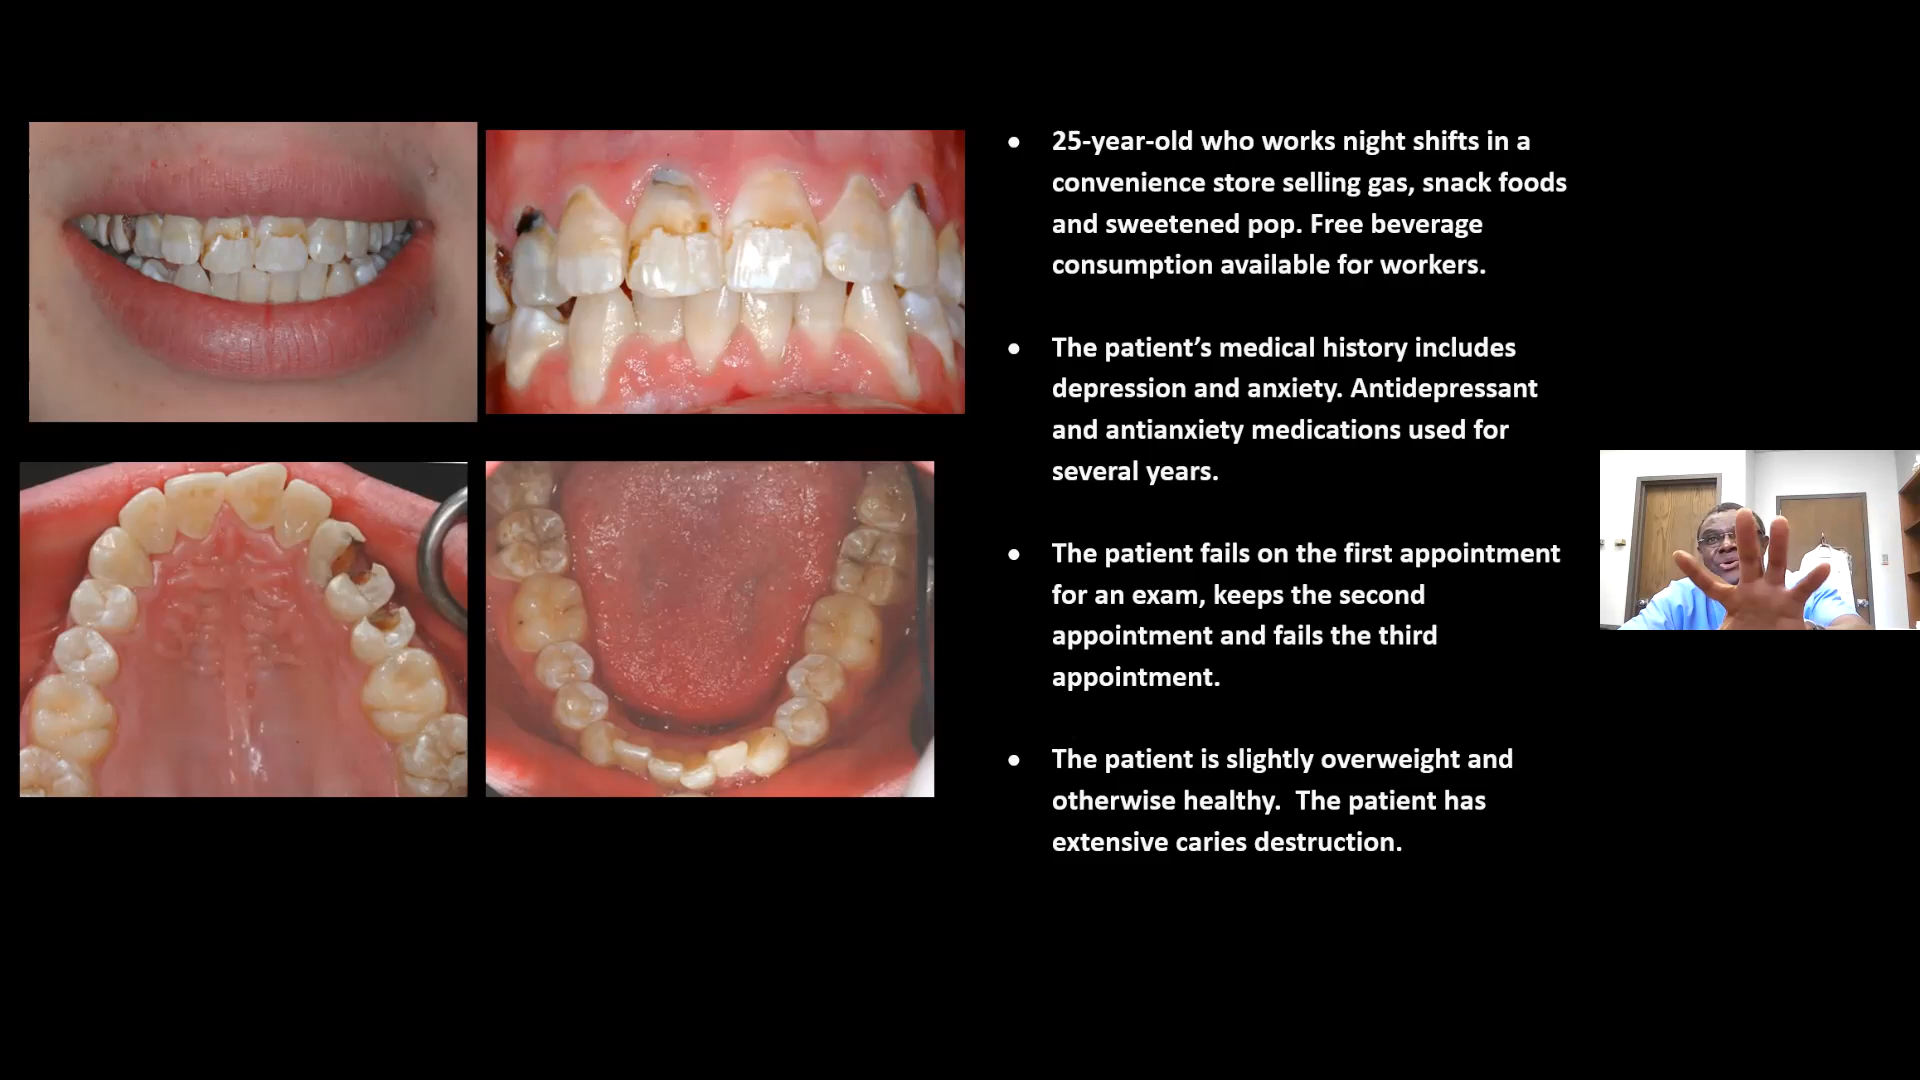 • 25-year-old who works night shifts in a
convenience store selling gas, snack foods
and sweetened pop. Free beverage
consumption available for workers.
• The patient’s medical history includes
depression and anxiety. Antidepressant
and antianxiety medications used for
several years.
• The patient fails on the first appointment
for an exam, keeps the second
appointment and fails the third
appointment.
• The patient is slightly overweight and
otherwise healthy.  The patient has
extensive caries destruction.